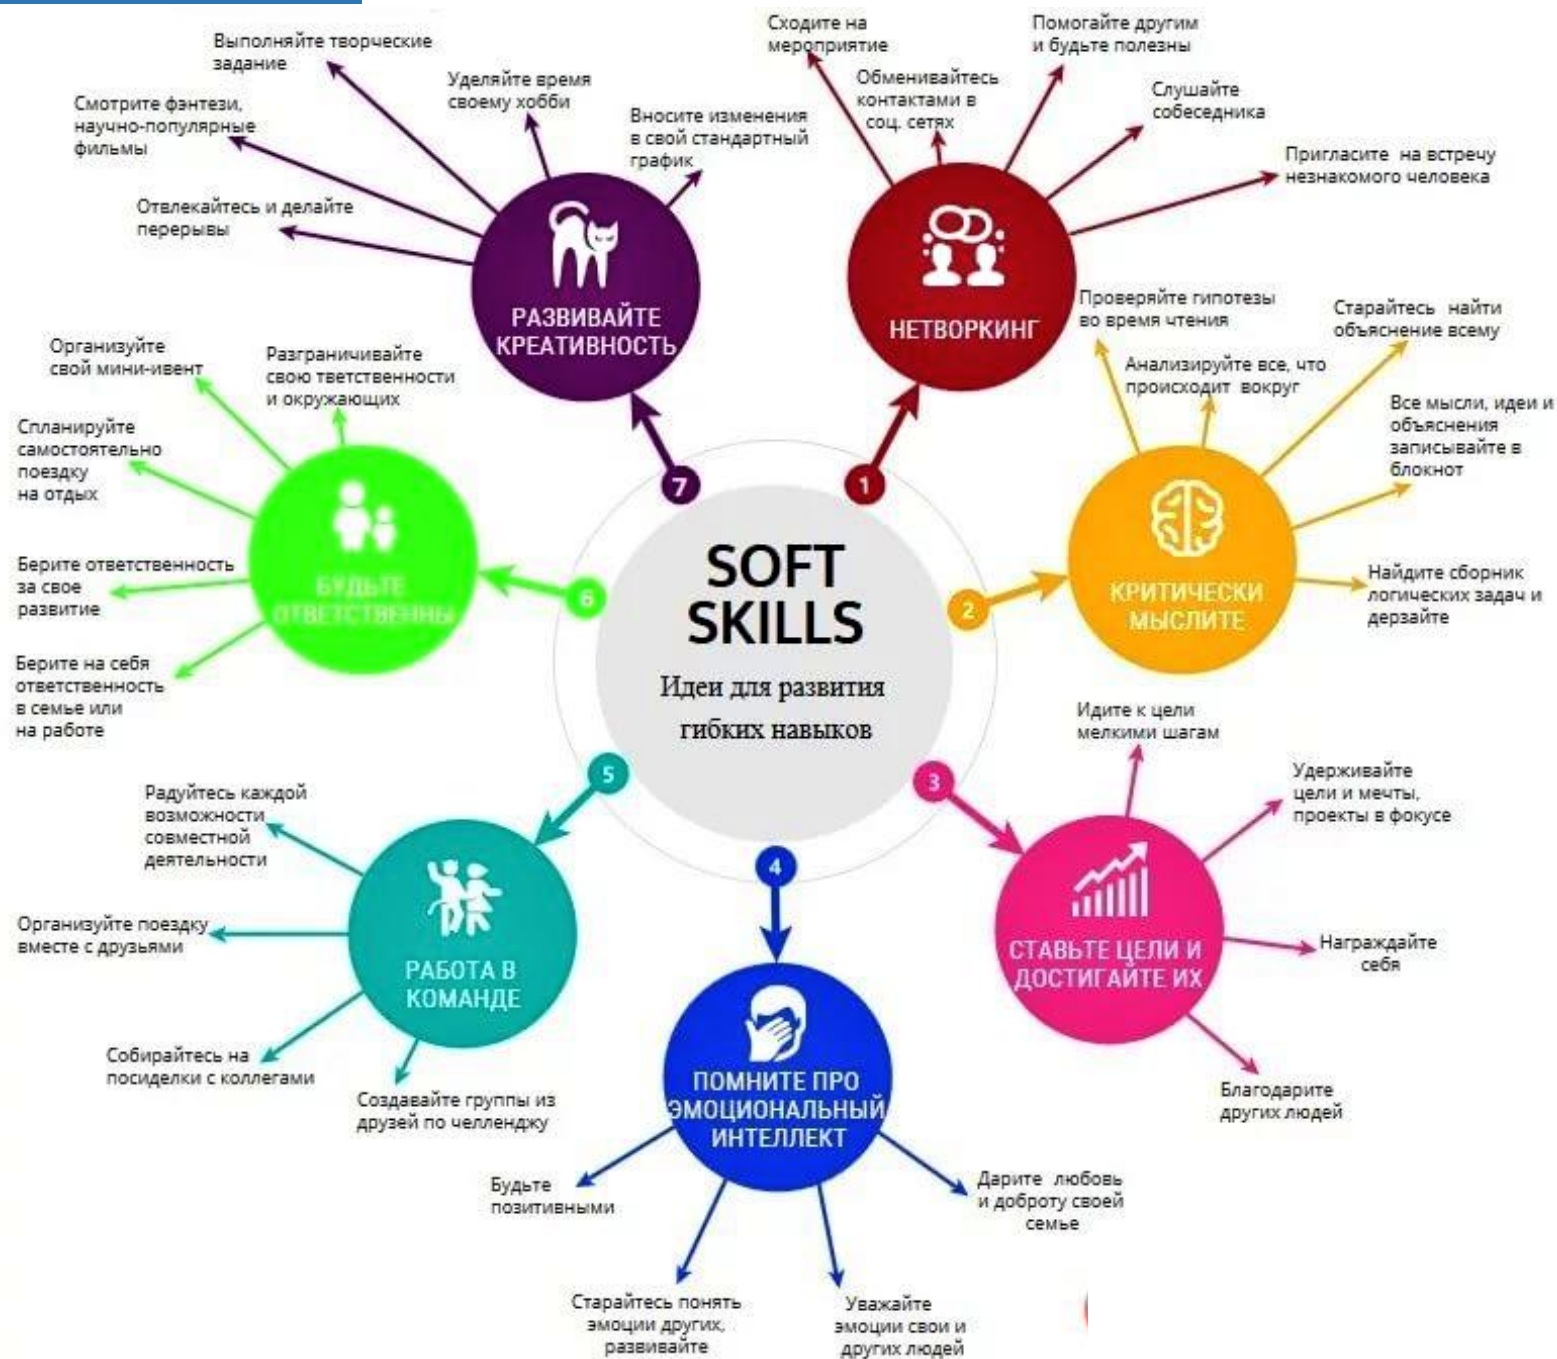 SOFT
SKILLS
Идеи для развития
гибких навыков
1
НЕТВОРКИНГ
Сходите на
мероприятие
Обменивайтесь
контактами в
соц. сетях
Помогайте другим
и будьте полезны
Слушайте
собеседника
Пригласите на встречу
незнакомого человека
2
КРИТИЧЕСКИ
МЫСЛИТЕ
Проверяйте гипотезы
во время чтения
Анализируйте все, что
происходит вокруг
Старайтесь найти
объяснение всему
Все мысли, идеи и
объяснения
записывайте в
блокнот
Найдите сборник
логических задач и
дерзайте
3
СТАВЬТЕ ЦЕЛИ И
ДОСТИГАЙТЕ ИХ
Идите к цели
мелкими шагам
Удерживайте
цели и мечты,
проекты в фокусе
Награждайте
себя
Благодарите
других людей
4
ПОМНИТЕ ПРО
ЭМОЦИОНАЛЬНЫЙ
ИНТЕЛЛЕКТ
Дарите любовь
и доброту своей
семье
Уважайте
эмоции свои и
других людей
Старайтесь понять
эмоции других,
развивайте
Будьте
позитивными
5
РАБОТА В
КОМАНДЕ
Радуйтесь каждой
возможности
совместной
деятельности
Организуйте поездку
вместе с друзьями
Собирайтесь на
посиделки с коллегами
Создавайте группы из
друзей по челленджу
6
БУДЬТЕ
ОТВЕТСТВЕННЫ
Организуйте
свой мини-ивент
Разграничивайте
свою тветственности
и окружающих
Спланируйте
самостоятельно
поездку
на отдых
Берите ответственность
за свое
развитие
Берите на себя
ответственность
в семье или
на работе
7
РАЗВИВАЙТЕ
КРЕАТИВНОСТЬ
Выполняйте творческие
задание
Смотрите фэнтези,
научно-популярные
фильмы
Отвлекайтесь и делайте
перерывы
Уделяйте время
своему хобби
Вносите изменения
в свой стандартный
график